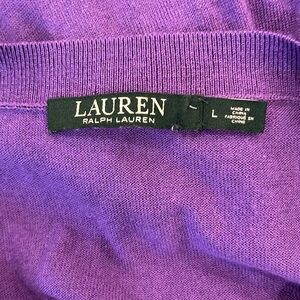 LAUREN
RALPH LAUREN
L
MADE IN
CHINA
FABRIQUÉ EN
CHINE